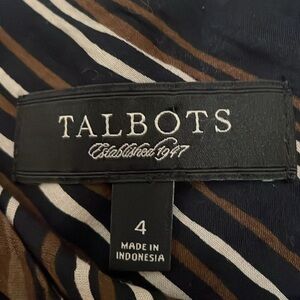 TALBOTS
Established 1947
4
MADE IN
INDONESIA